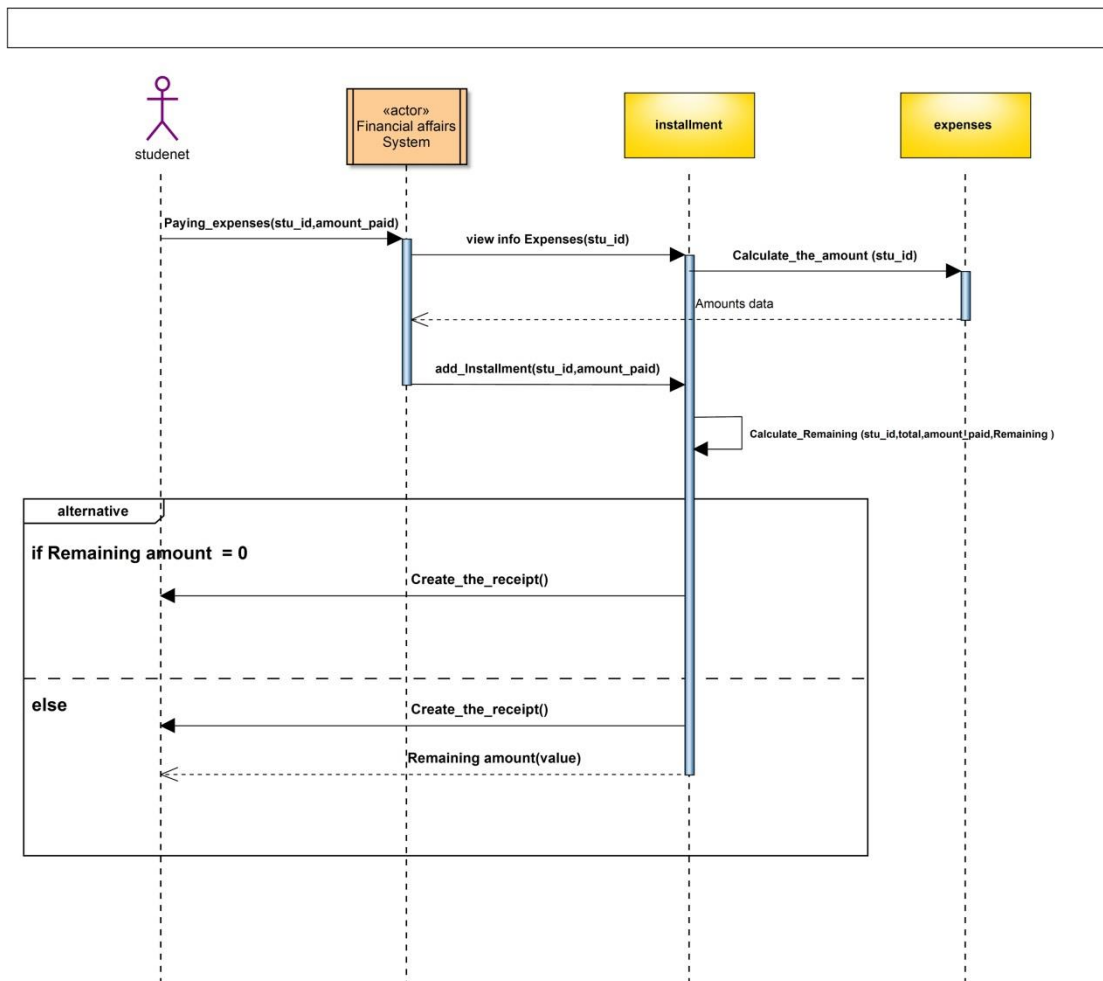 studenet
«actor»
Financial affairs
System
installment
expenses
Paying_expenses(stu_id,amount_paid)
view info Expenses(stu_id)
Calculate_the_amount (stu_id)
Amounts data
add_Installment(stu_id,amount_paid)
Calculate_Remaining (stu_id,total,amount_paid,Remaining )
alternative
if Remaining amount = 0
Create_the_receipt()
else
Create_the_receipt()
Remaining amount(value)